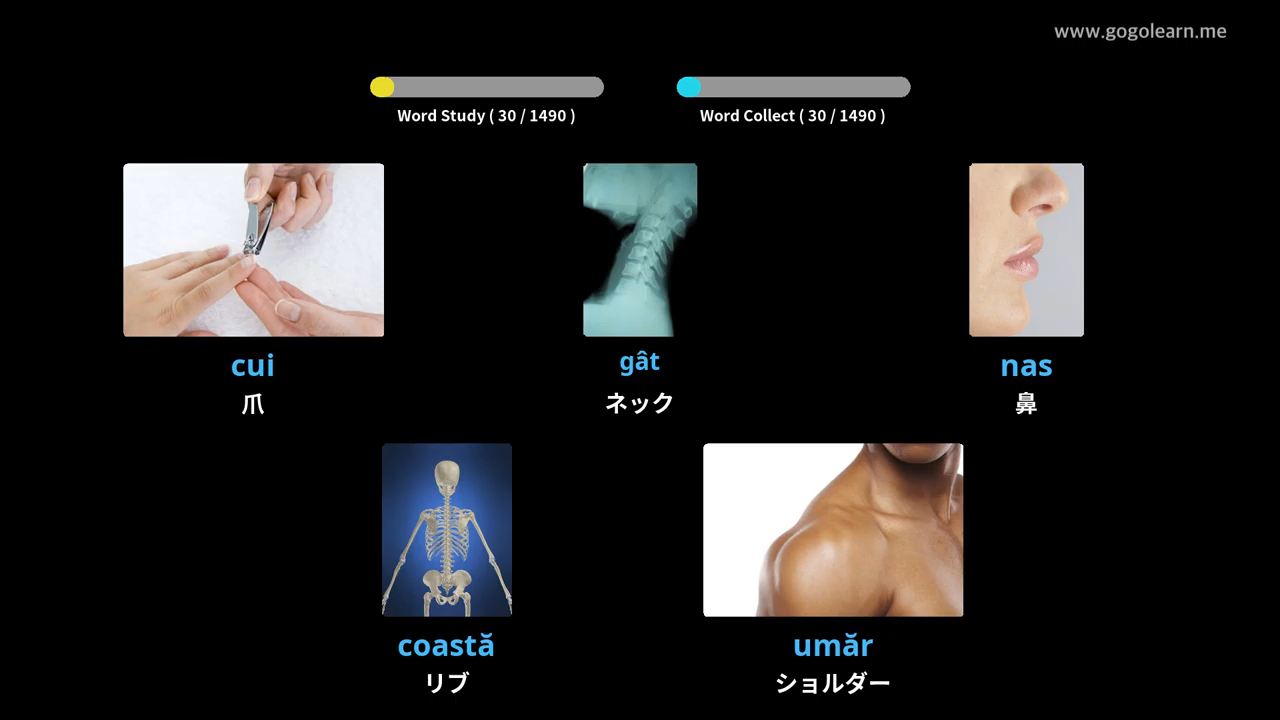 www.gogolearn.me
Word Study ( 30 / 1490 )
Word Collect ( 30 / 1490 )
cui
爪
gât
ネック
nas
鼻
coastă
リブ
umăr
ショルダー